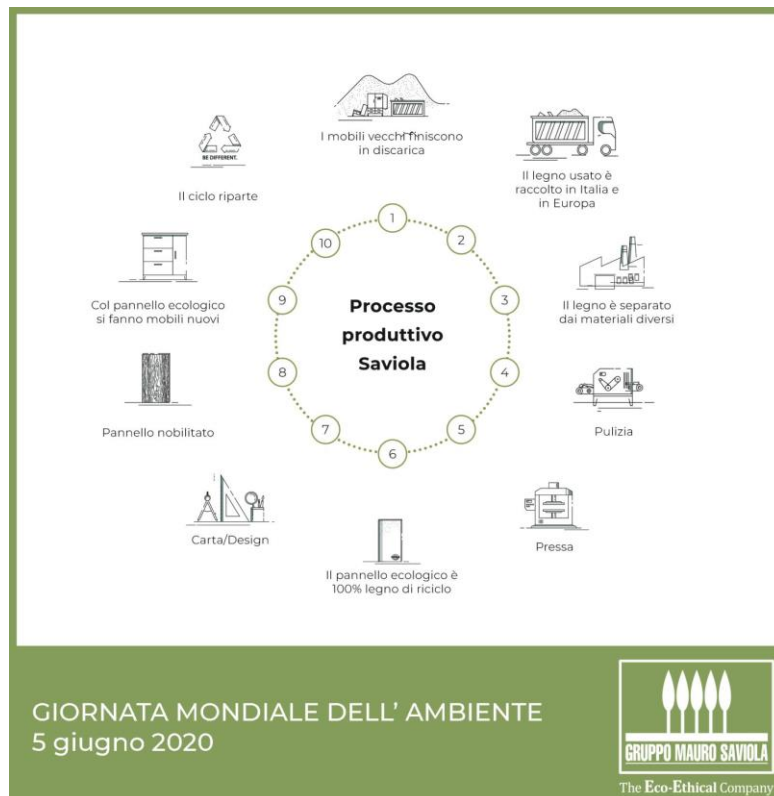 I mobili vecchi finiscono
in discarica
Il legno usato è
raccolto in Italia e
in Europa
Il legno è separato
dai materiali diversi
Pulizia
Pressa
Il pannello ecologico è
100% legno di riciclo
Carta/Design
Pannello nobilitato
Col pannello ecologico
si fanno mobili nuovi
BE DIFFERENT.
Il ciclo riparte
1
2
3
4
5
6
7
8
9
10
Processo
produttivo
Saviola
GIORNATA MONDIALE DELL' AMBIENTE
5 giugno 2020
GRUPPO MAURO SAVIOLA
The Eco-Ethical Company